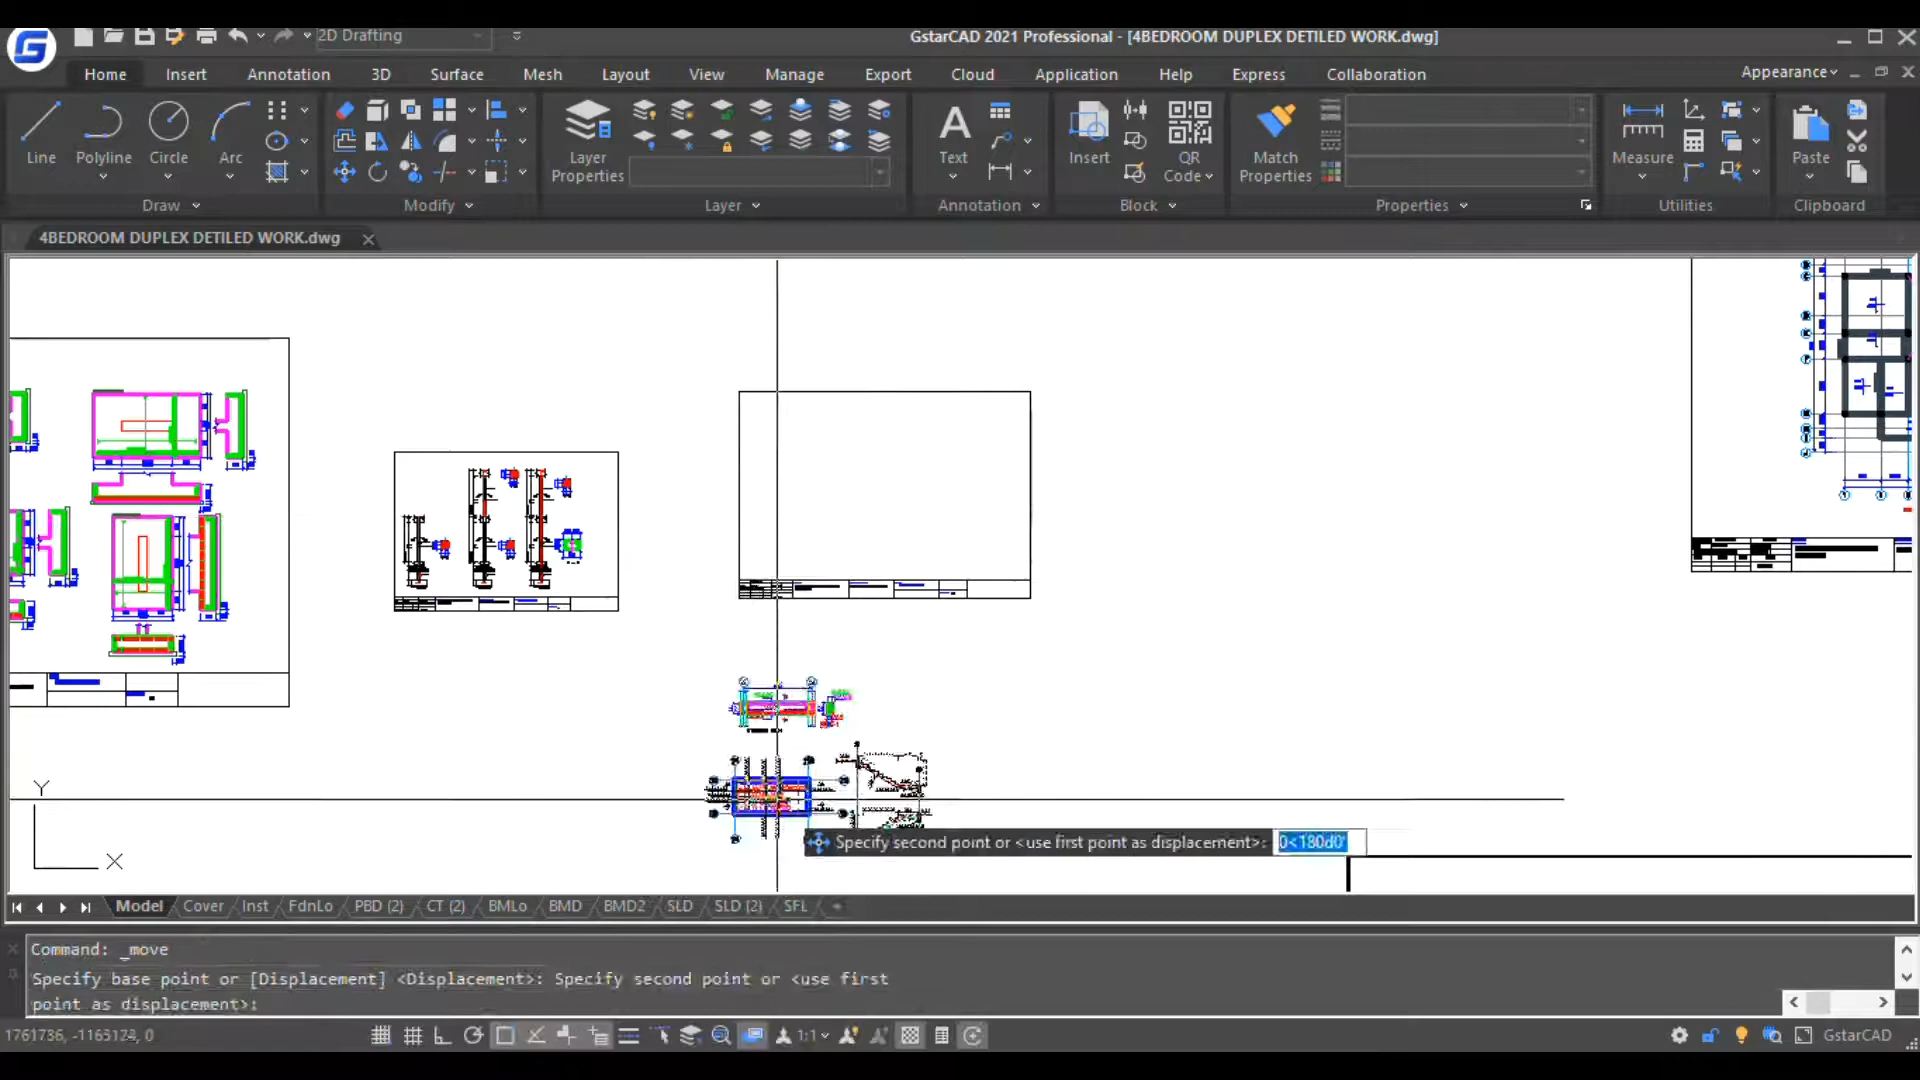 2D Drafting
GstarCAD 2021 Professional - [4BEDROOM DUPLEX DETILED WORK.dwg]
Home Insert Annotation 3D Surface Mesh Layout View Manage Export Cloud Application Help Express Collaboration Appearance
Line Polyline Circle Arc
Layer Properties
Text
Insert
QR Code
Match Properties
Measure
Paste
Draw Modify Layer Annotation Block Properties Utilities Clipboard
4BEDROOM DUPLEX DETILED WORK.dwg
Y
X
Specify second point or <use first point as displacement>: 0<180d0'
Model Cover Inst FdnLo PBD (2) CT (2) BMLo BMD BMD2 SLD SLD (2) SFL
Command: _move
Specify base point or [Displacement] <Displacement>: Specify second point or <use first
point as displacement>:
1:1 GstarCAD